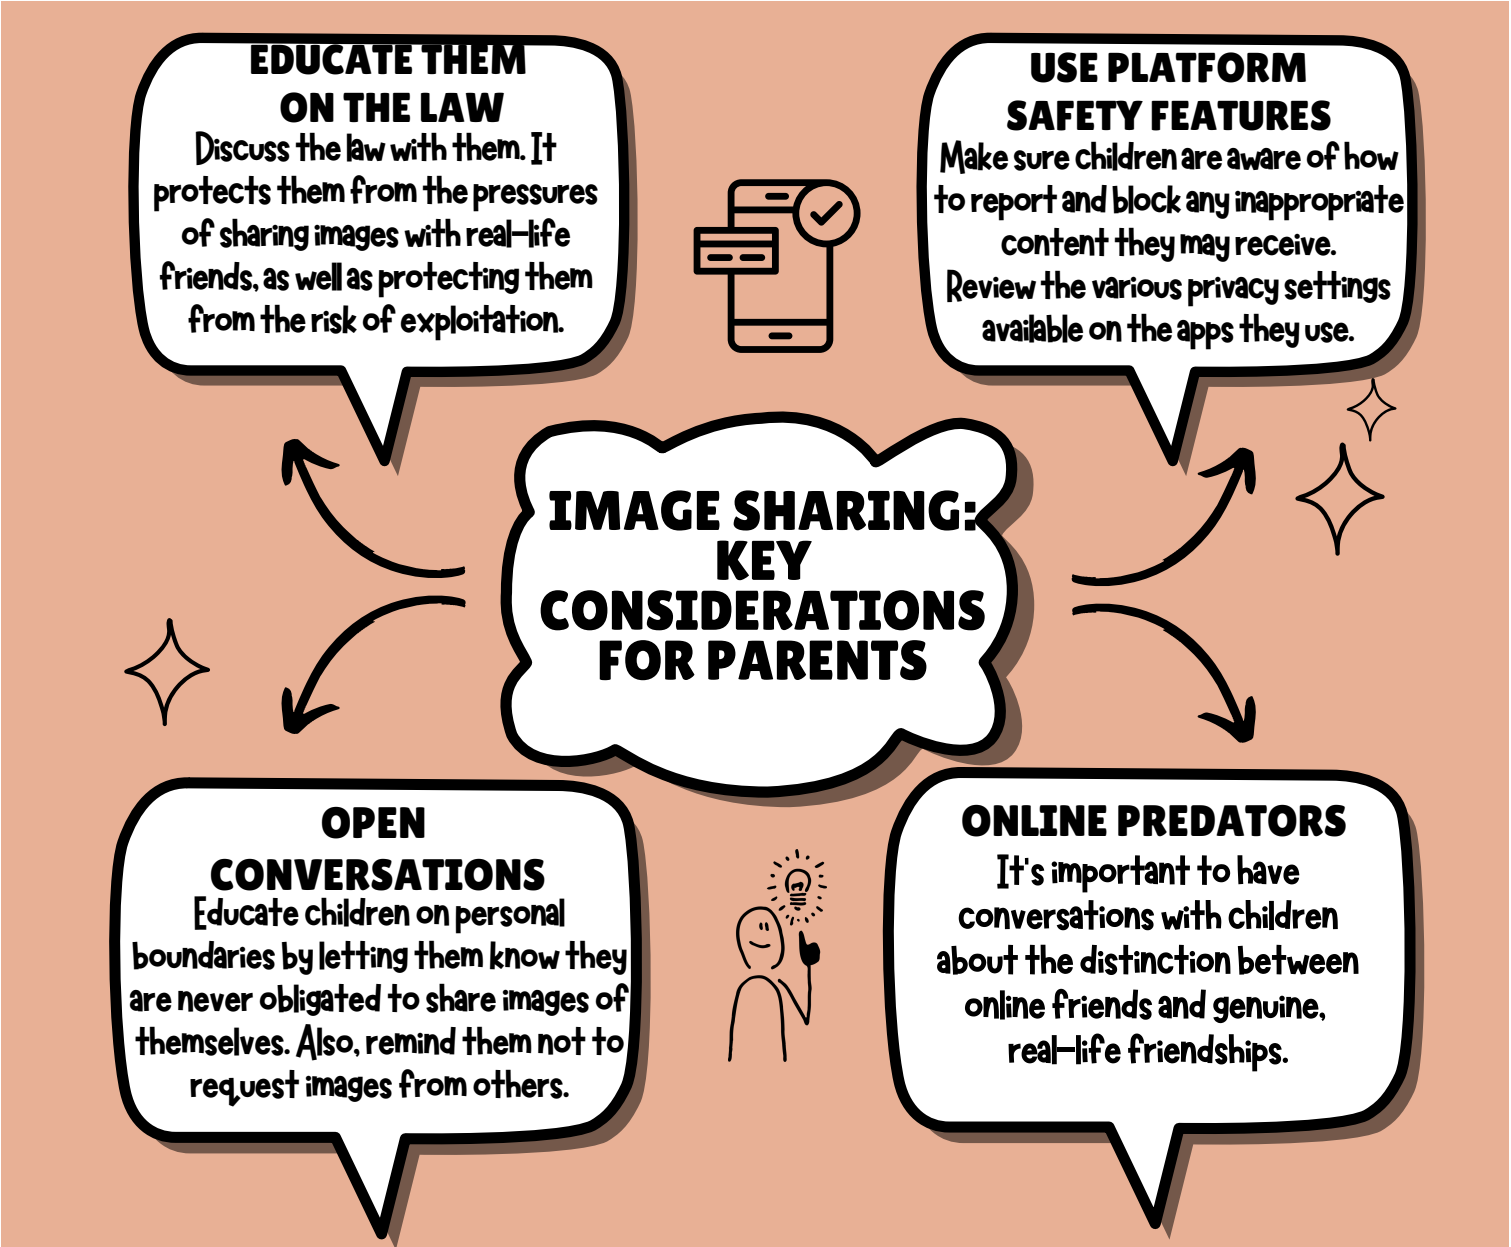 EDUCATE THEM
ON THE LAW
Discuss the law with them. It
protects them from the pressures
of sharing images with real-life
friends, as well as protecting them
from the risk of exploitation.
USE PLATFORM
SAFETY FEATURES
Make sure children are aware of how
to report and block any inappropriate
content they may receive.
Review the various privacy settings
available on the apps they use.
IMAGE SHARING:
KEY
CONSIDERATIONS
FOR PARENTS
OPEN
CONVERSATIONS
Educate children on personal
boundaries by letting them know they
are never obligated to share images of
themselves. Also, remind them not to
request images from others.
ONLINE PREDATORS
It's important to have
conversations with children
about the distinction between
online friends and genuine,
real-life friendships.